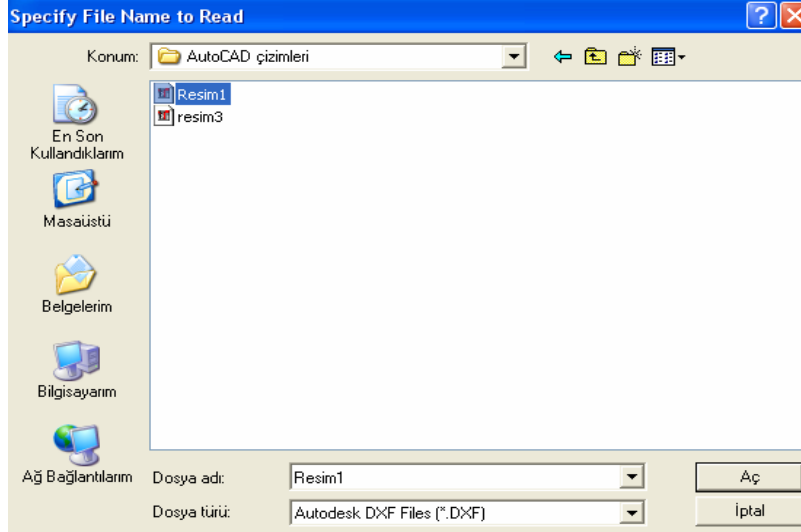 Specify File Name to Read
Konum: AutoCAD çizimleri
Resim1
resim3
En Son
Kullandıklarım
Masaüstü
Belgelerim
Bilgisayarım
Ağ Bağlantılarım
Dosya adı: Resim1 Aç
Dosya türü: Autodesk DXF Files (*.DXF) İptal